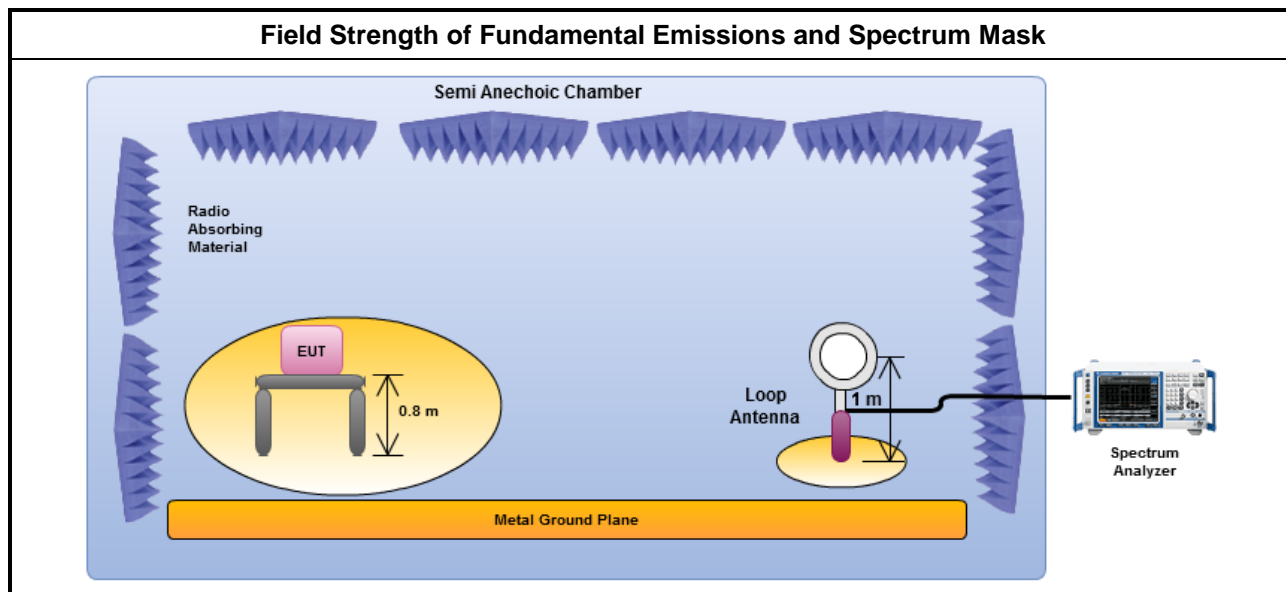 Field Strength of Fundamental Emissions and Spectrum Mask
Semi Anechoic Chamber
Radio
Absorbing
Material
EUT
0.8 m
Loop
Antenna
1 m
Spectrum
Analyzer
Metal Ground Plane